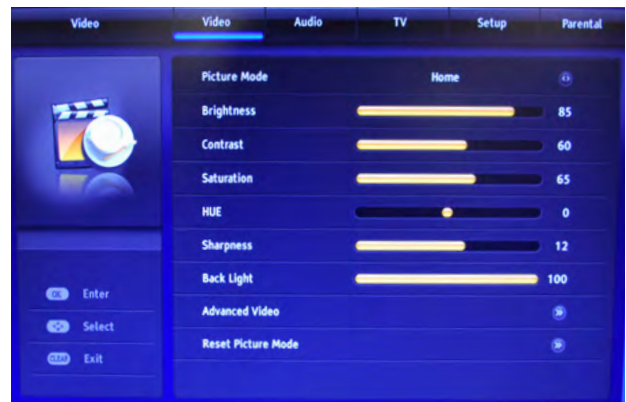 Video
Video Audio TV Setup Parental
Picture Mode Home
Brightness 85
Contrast 60
Saturation 65
HUE 0
Sharpness 12
Back Light 100
Advanced Video
Reset Picture Mode
OK Enter
Select
CLEAR Exit